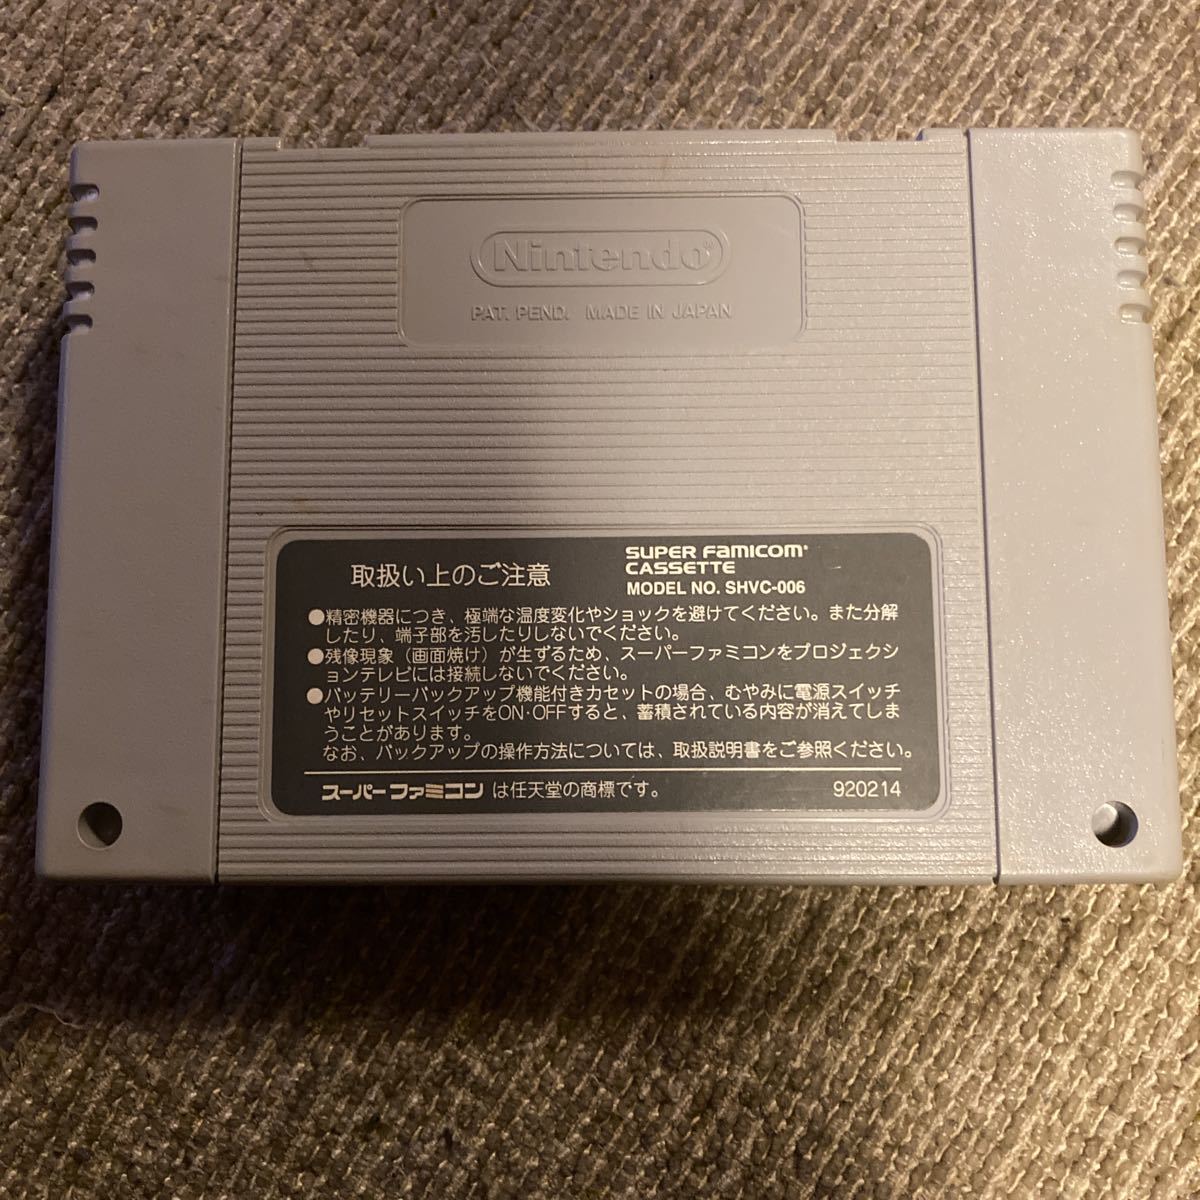 Nintendo®
PAT. PEND. MADE IN JAPAN
取扱い上のご注意
SUPER FAMICOM®
CASSETTE
MODEL NO. SHVC-006
●精密機器につき、極端な温度変化やショックを避けてください。また分解
したり、端子部を汚したりしないでください。
●残像現象（画面焼け）が生ずるため、スーパーファミコンをプロジェクシ
ョンテレビには接続しないでください。
●バッテリーバックアップ機能付きカセットの場合、むやみに電源スイッチ
やリセットスイッチをON·OFFすると、蓄積されている内容が消えてしま
うことがあります。
なお、バックアップの操作方法については、取扱説明書をご参照ください。
スーパーファミコンは任天堂の商標です。 920214